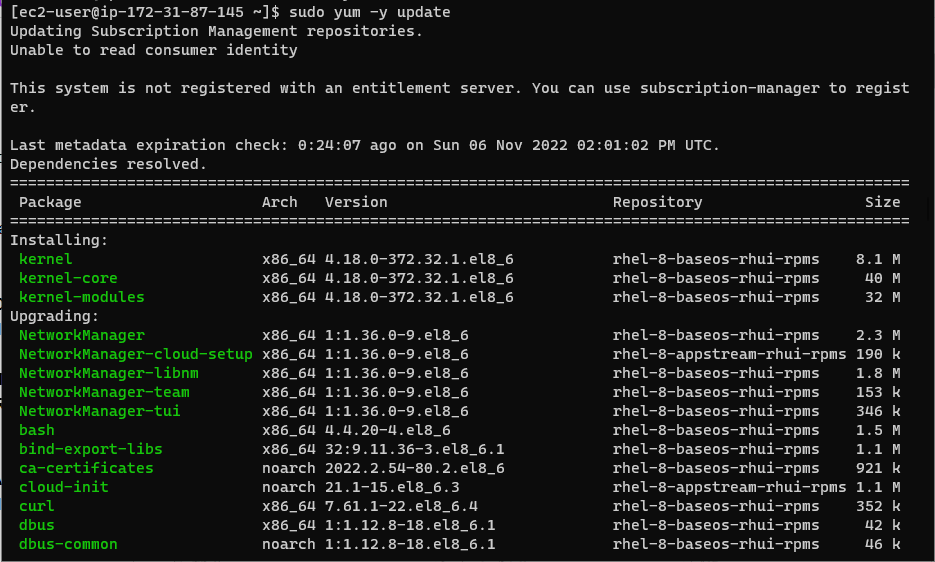 [ec2-user@ip-172-31-87-145 ~]$ sudo yum -y update
Updating Subscription Management repositories.
Unable to read consumer identity

This system is not registered with an entitlement server. You can use subscription-manager to regist
er.

Last metadata expiration check: 0:24:07 ago on Sun 06 Nov 2022 02:01:02 PM UTC.
Dependencies resolved.
====================================================================================================
 Package                    Arch   Version                         Repository                  Size
====================================================================================================
Installing:
 kernel                     x86_64 4.18.0-372.32.1.el8_6           rhel-8-baseos-rhui-rpms    8.1 M
 kernel-core                x86_64 4.18.0-372.32.1.el8_6           rhel-8-baseos-rhui-rpms     40 M
 kernel-modules             x86_64 4.18.0-372.32.1.el8_6           rhel-8-baseos-rhui-rpms     32 M
Upgrading:
 NetworkManager             x86_64 1:1.36.0-9.el8_6                rhel-8-baseos-rhui-rpms    2.3 M
 NetworkManager-cloud-setup x86_64 1:1.36.0-9.el8_6                rhel-8-appstream-rhui-rpms 190 k
 NetworkManager-libnm       x86_64 1:1.36.0-9.el8_6                rhel-8-baseos-rhui-rpms    1.8 M
 NetworkManager-team        x86_64 1:1.36.0-9.el8_6                rhel-8-baseos-rhui-rpms    153 k
 NetworkManager-tui         x86_64 1:1.36.0-9.el8_6                rhel-8-baseos-rhui-rpms    346 k
 bash                       x86_64 4.4.20-4.el8_6                  rhel-8-baseos-rhui-rpms    1.5 M
 bind-export-libs           x86_64 32:9.11.36-3.el8_6.1            rhel-8-baseos-rhui-rpms    1.1 M
 ca-certificates            noarch 2022.2.54-80.2.el8_6            rhel-8-baseos-rhui-rpms    921 k
 cloud-init                 noarch 21.1-15.el8_6.3                 rhel-8-appstream-rhui-rpms 1.1 M
 curl                       x86_64 7.61.1-22.el8_6.4               rhel-8-baseos-rhui-rpms    352 k
 dbus                       x86_64 1:1.12.8-18.el8_6.1             rhel-8-baseos-rhui-rpms     42 k
 dbus-common                noarch 1:1.12.8-18.el8_6.1             rhel-8-baseos-rhui-rpms     46 k